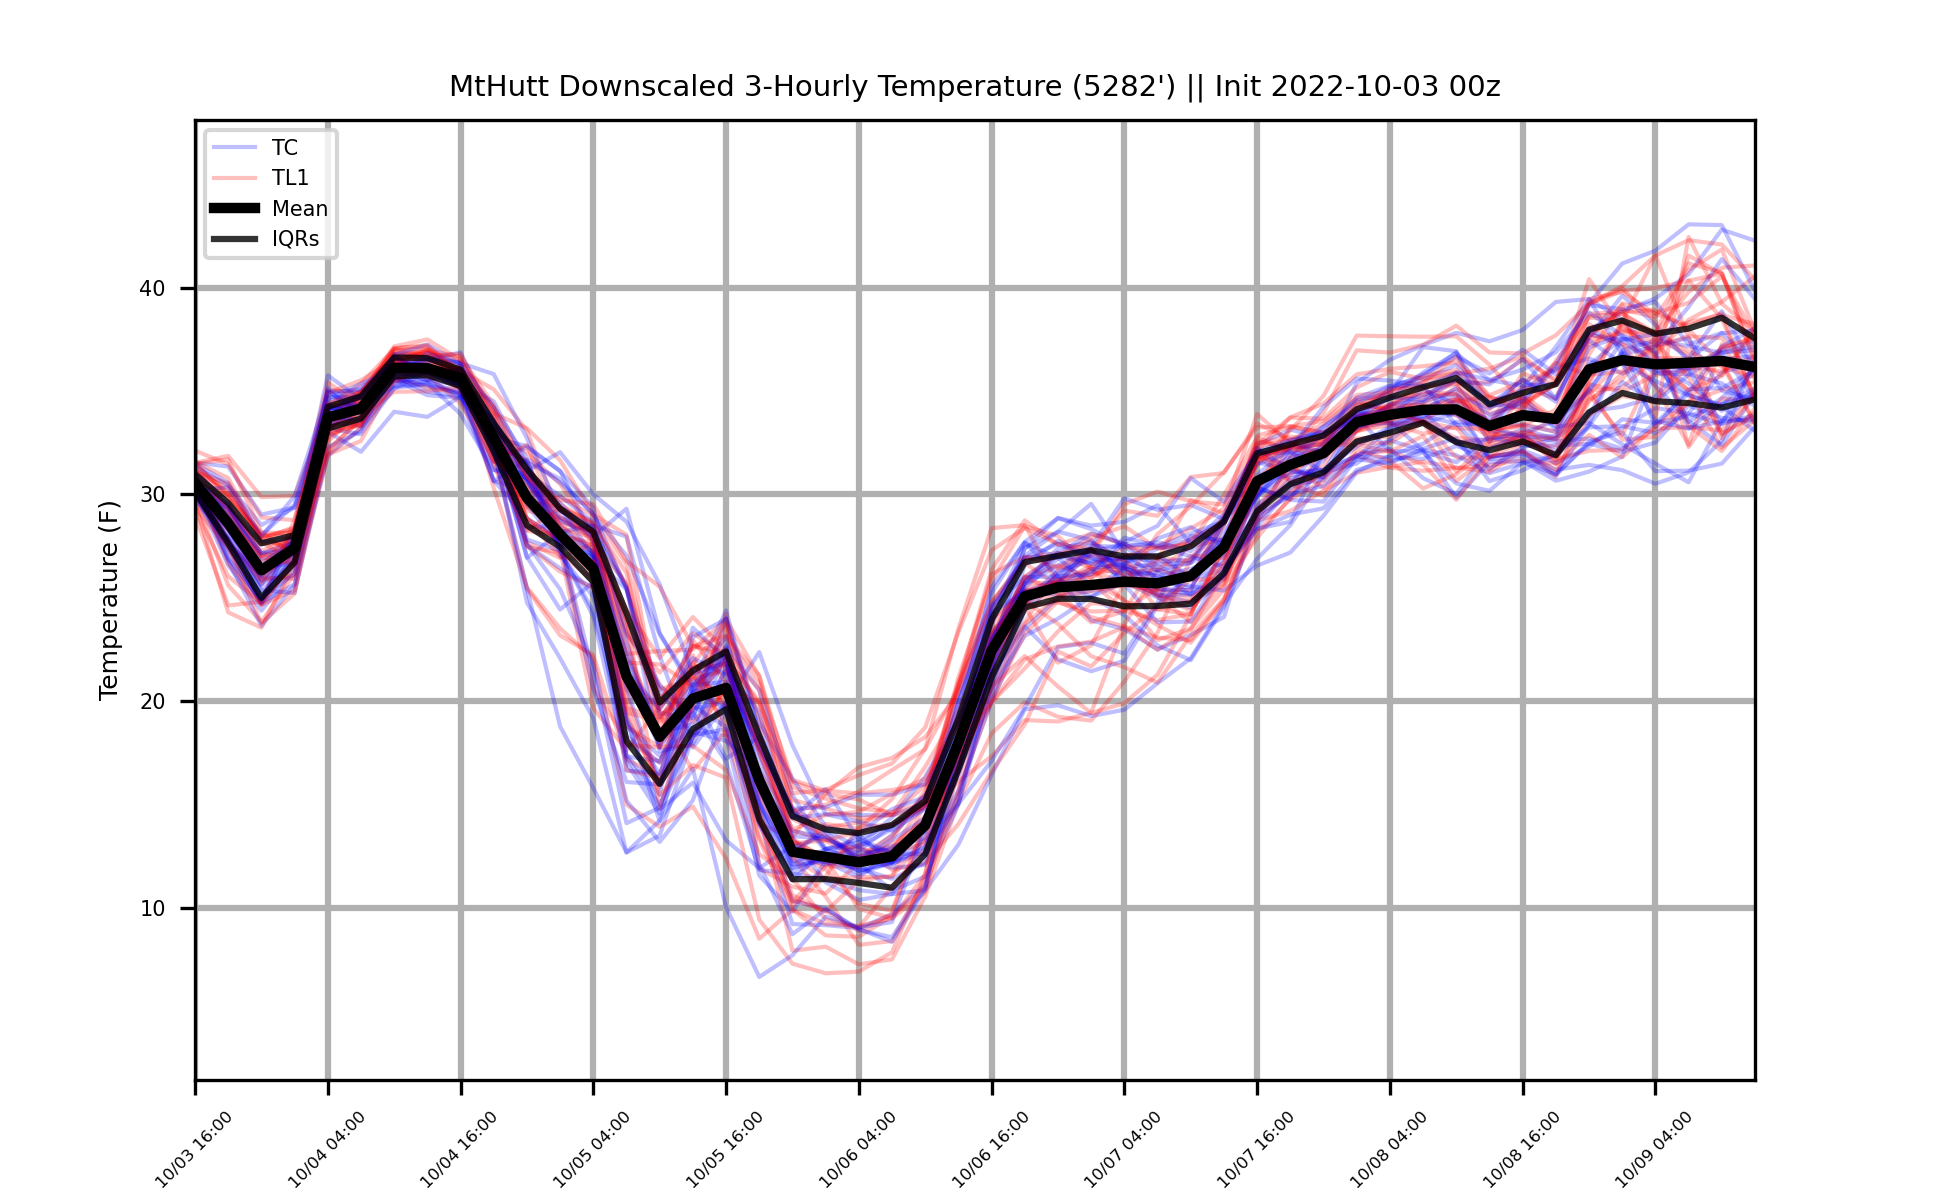 MtHutt Downscaled 3-Hourly Temperature (5282') || Init 2022-10-03 00z
TC
TL1
Mean
IQRs
Temperature (F)
40
30
20
10
10/03 16:00
10/04 04:00
10/04 16:00
10/05 04:00
10/05 16:00
10/06 04:00
10/06 16:00
10/07 04:00
10/07 16:00
10/08 04:00
10/08 16:00
10/09 04:00